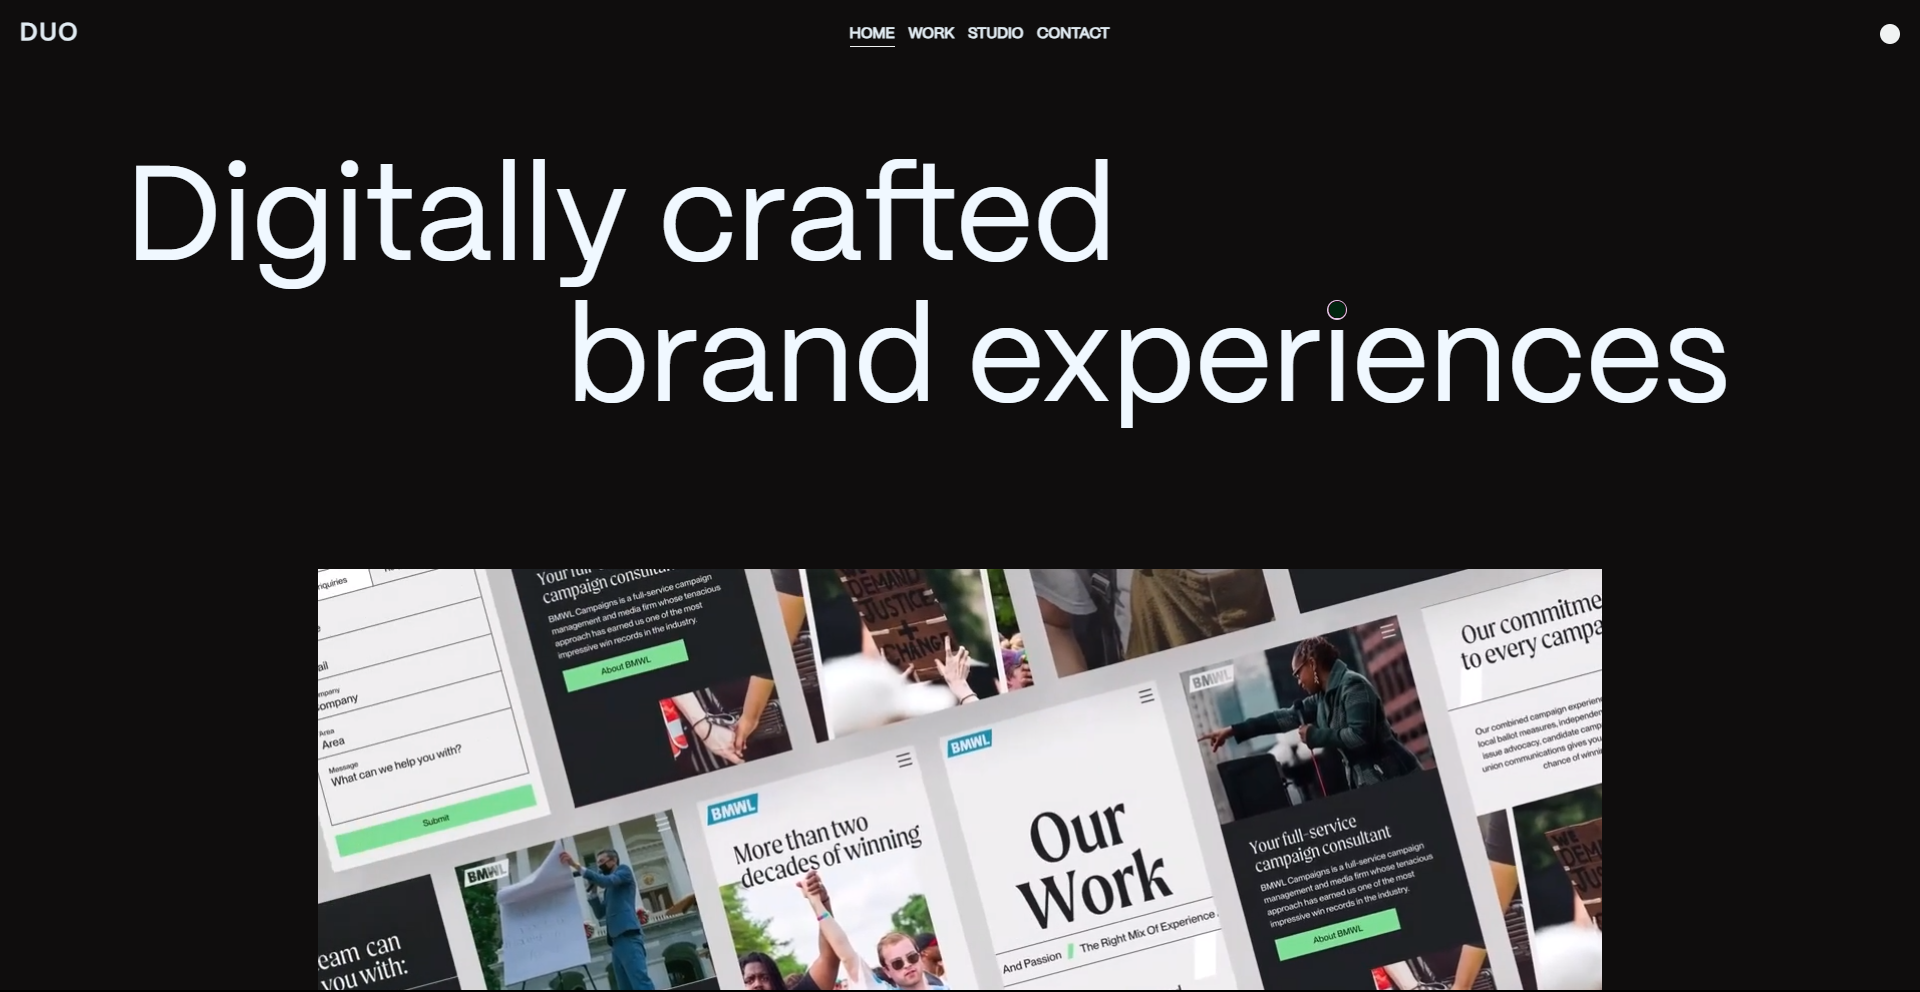 DUO
HOME WORK STUDIO CONTACT
Digitally crafted
brand experiences
Your full-
campaign consultant
BMWL Campaigns is a full-service campaign
management and media firm whose tenacious
approach has earned us one of the most
impressive win records in the industry.
About BMWL
DEMAND
JUSTICE
+
CHANGE
Our commitme
to every campa
Our combined campaign experien
local ballot measures, independen
issue advocacy, candidate camp
union communications gives you
chance of winni
nquiries
ail
ompany
ompany
Area
Area
Message
What can we help you with?
Submit
BMWL
BMWL
More than two
decades of winning
BMWL
Our
Work
And Passion
The Right Mix Of Experience
BMWL
Your full-service
campaign consultant
BMWL Campaigns is a full-service campaign
management and media firm whose tenacious
approach has earned us one of the most
impressive win records in the industry.
About BMWL
WE
DEM
JUS
eam can
you with: